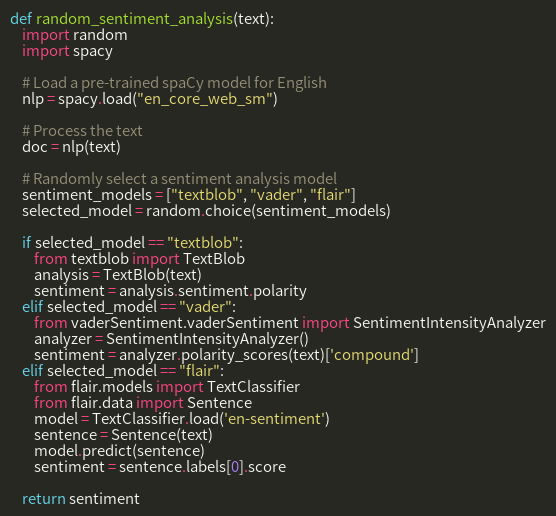 def random_sentiment_analysis(text):
    import random
    import spacy

    # Load a pre-trained spaCy model for English
    nlp = spacy.load("en_core_web_sm")

    # Process the text
    doc = nlp(text)

    # Randomly select a sentiment analysis model
    sentiment_models = ["textblob", "vader", "flair"]
    selected_model = random.choice(sentiment_models)

    if selected_model == "textblob":
        from textblob import TextBlob
        analysis = TextBlob(text)
        sentiment = analysis.sentiment.polarity
    elif selected_model == "vader":
        from vaderSentiment.vaderSentiment import SentimentIntensityAnalyzer
        analyzer = SentimentIntensityAnalyzer()
        sentiment = analyzer.polarity_scores(text)['compound']
    elif selected_model == "flair":
        from flair.models import TextClassifier
        from flair.data import Sentence
        model = TextClassifier.load('en-sentiment')
        sentence = Sentence(text)
        model.predict(sentence)
        sentiment = sentence.labels[0].score

    return sentiment